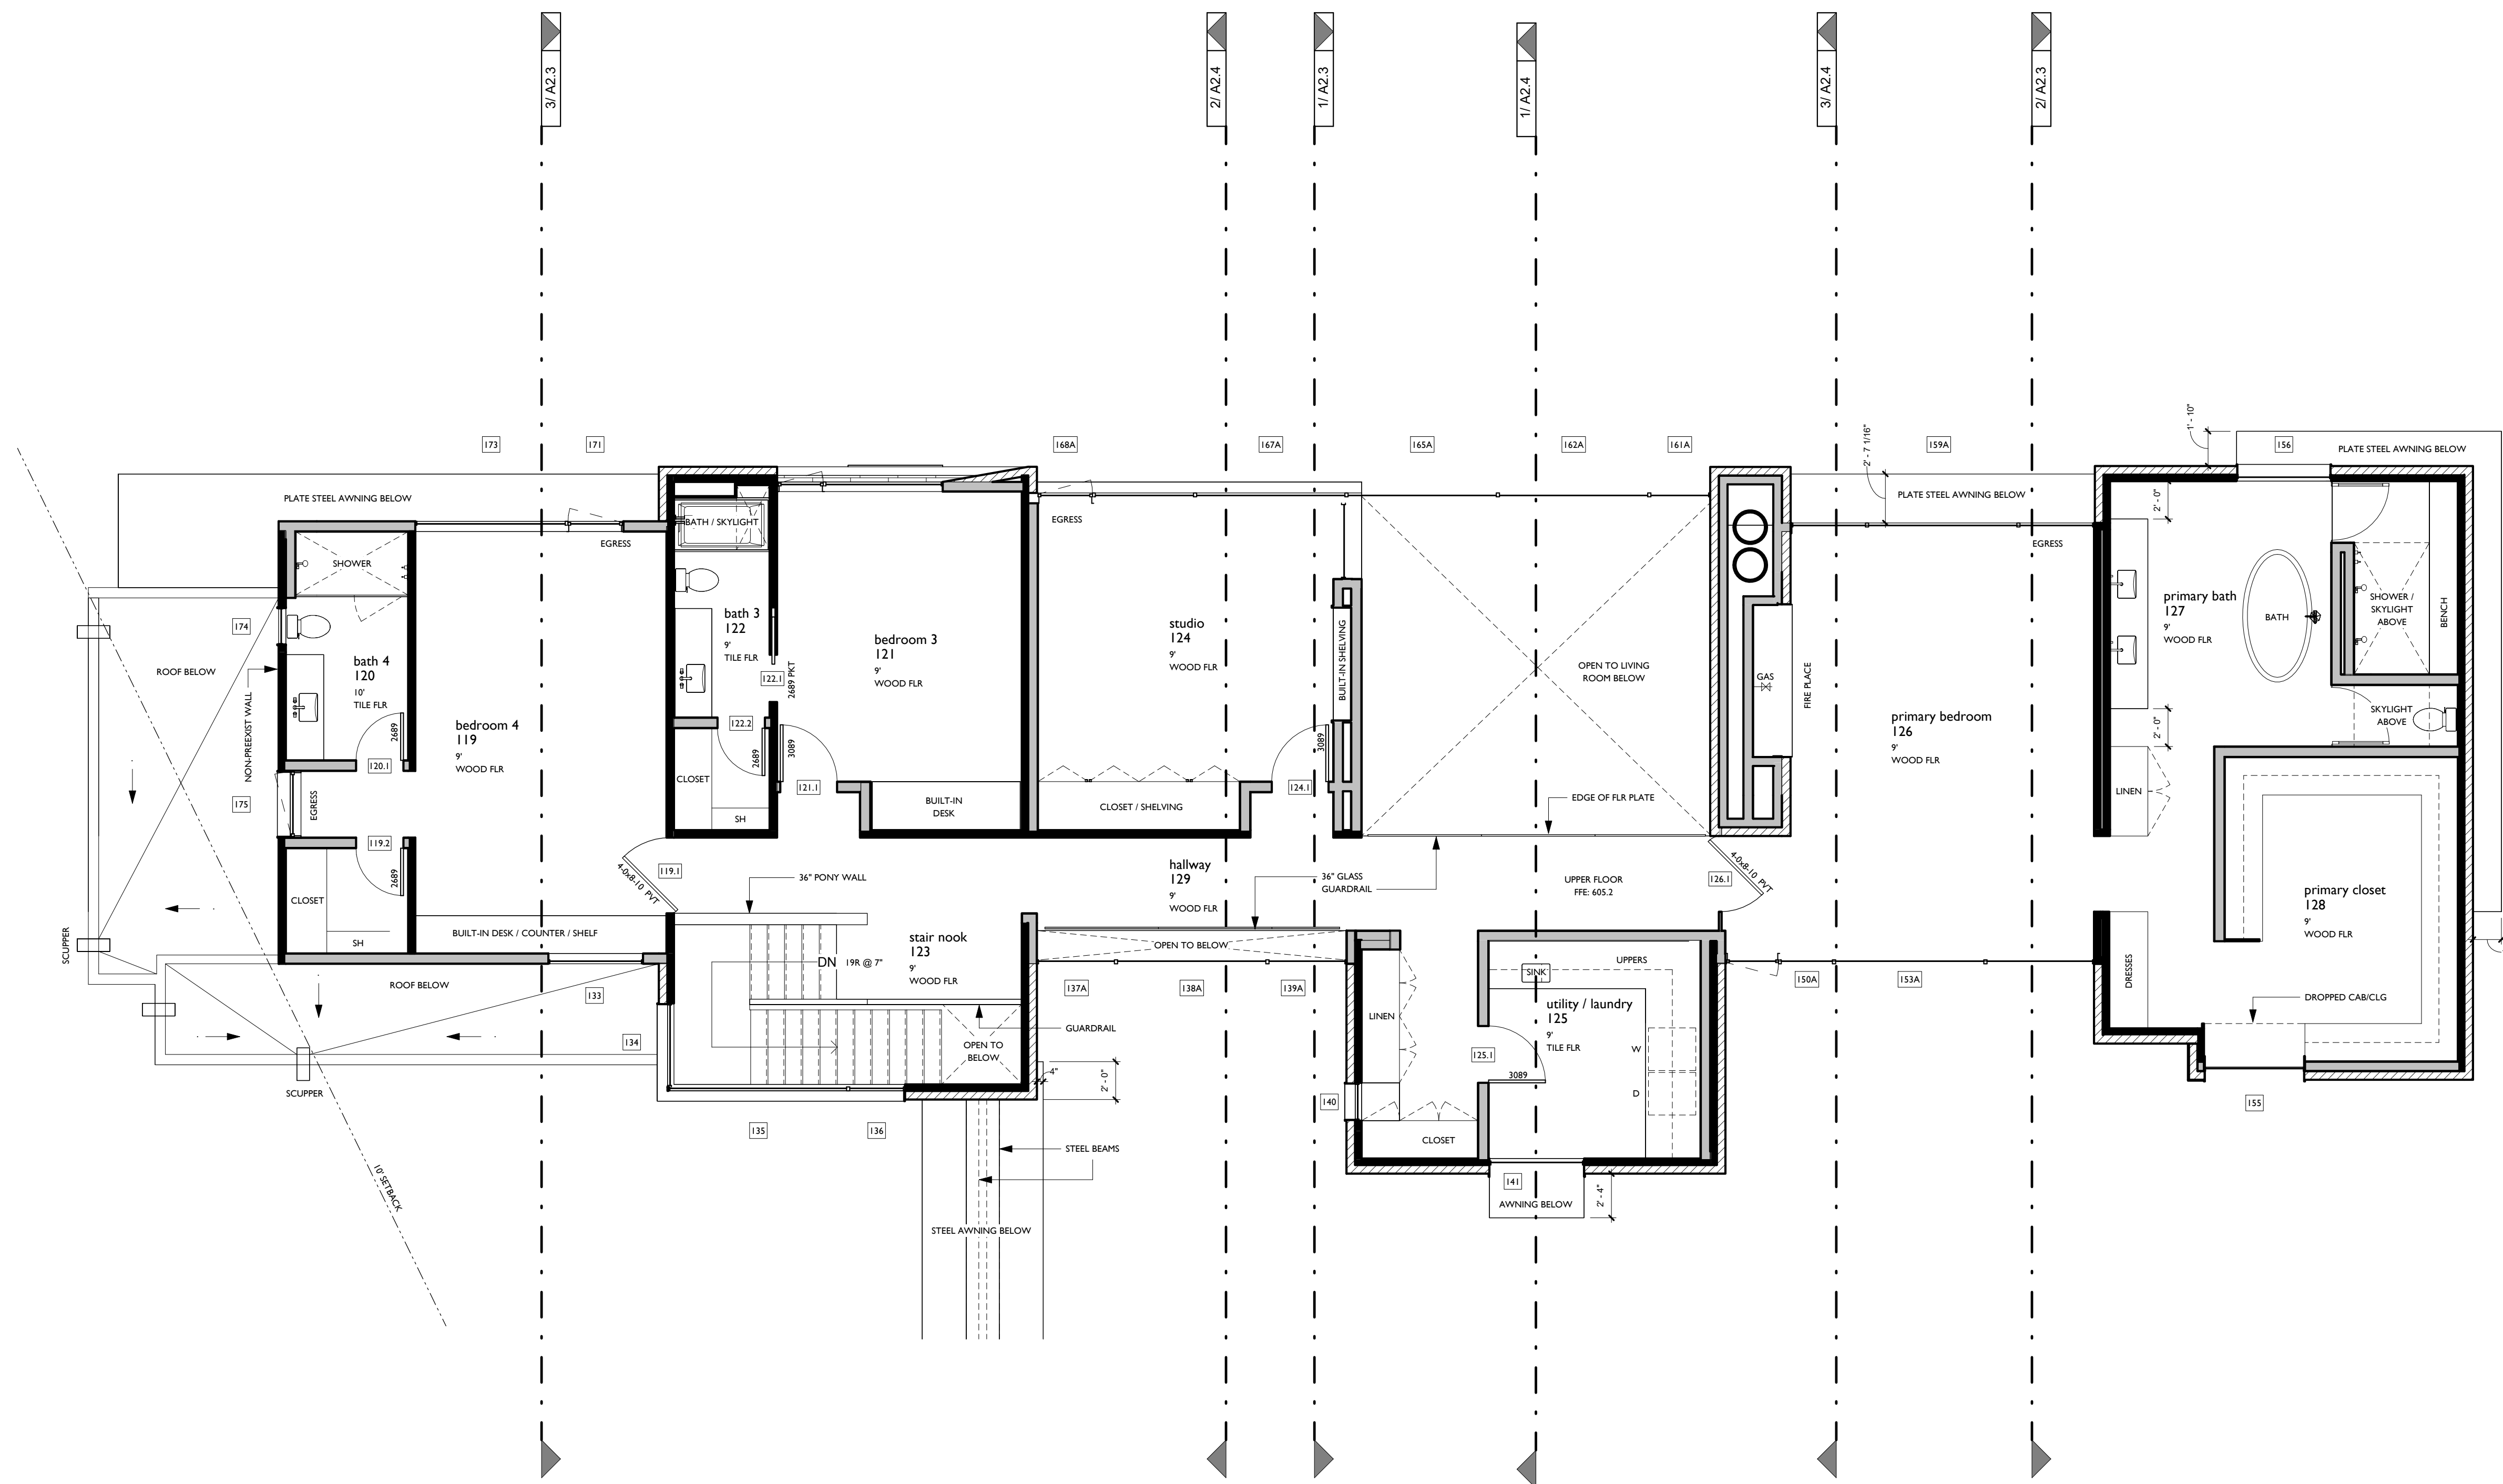 3/ A2.3
2/ A2.4
1/ A2.3
1/ A2.4
3/ A2.4
2/ A2.3
173
171
168A
167A
165A
162A
161A
2' - 7 1/16"
159A
1' - 10"
156
PLATE STEEL AWNING BELOW
PLATE STEEL AWNING BELOW
PLATE STEEL AWNING BELOW
EGRESS
EGRESS
EGRESS
2' - 0"
BATH / SKYLIGHT
SHOWER
174
ROOF BELOW
NON-PREEXIST WALL
175
EGRESS
bath 4
120
10'
TILE FLR
2689
120.1
119.2
2689
CLOSET
SH
bedroom 4
119
9'
WOOD FLR
BUILT-IN DESK / COUNTER / SHELF
bath 3
122
9'
TILE FLR
122.1
2689 PKT
122.2
2689
3089
CLOSET
SH
121.1
bedroom 3
121
9'
WOOD FLR
BUILT-IN
DESK
studio
124
9'
WOOD FLR
BUILT-IN SHELVING
3089
124.1
CLOSET / SHELVING
OPEN TO LIVING
ROOM BELOW
EDGE OF FLR PLATE
GAS
FIRE PLACE
primary bedroom
126
9'
WOOD FLR
primary bath
127
9'
WOOD FLR
BATH
SHOWER /
SKYLIGHT
ABOVE
BENCH
2' - 0"
SKYLIGHT
ABOVE
LINEN
primary closet
128
9'
WOOD FLR
DRESSES
DROPPED CAB/CLG
155
119.1
4-0x8-10 PVT
36" PONY WALL
hallway
129
9'
WOOD FLR
36" GLASS
GUARDRAIL
UPPER FLOOR
FFE: 605.2
126.1
4-0x8-10 PVT
stair nook
123
9'
WOOD FLR
DN
19R @ 7"
OPEN TO BELOW
137A
138A
139A
GUARDRAIL
OPEN TO
BELOW
4"
2' - 0"
LINEN
SINK
UPPERS
utility / laundry
125
9'
TILE FLR
125.1
3089
W
D
140
CLOSET
141
AWNING BELOW
2' - 4"
150A
153A
SCUPPER
ROOF BELOW
133
134
SCUPPER
135
136
STEEL BEAMS
STEEL AWNING BELOW
10' SETBACK